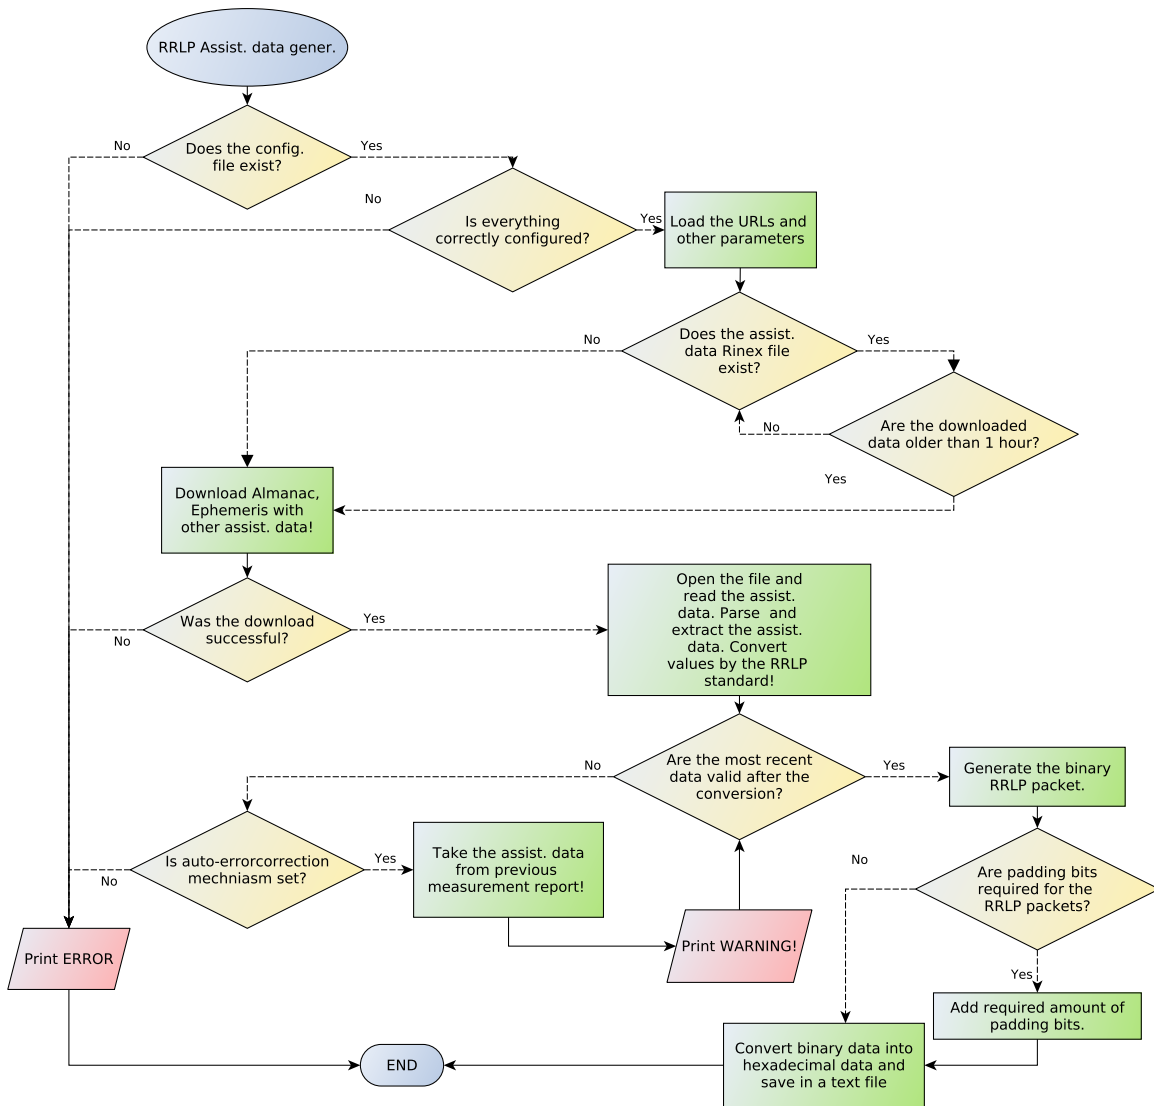 RRLP Assist. data gener.
Does the config.
file exist?
No
Yes
Is everything
correctly configured?
No
Yes
Load the URLs and
other parameters
Does the assist.
data Rinex file
exist?
No
Yes
Are the downloaded
data older than 1 hour?
No
Yes
Download Almanac,
Ephemeris with
other assist. data!
Was the download
successful?
No
Yes
Open the file and
read the assist.
data. Parse  and
extract the assist.
data. Convert
values by the RRLP
standard!
Are the most recent
data valid after the
conversion?
No
Yes
Generate the binary
RRLP packet.
Is auto-errorcorrection
mechniasm set?
No
Yes
Take the assist. data
from previous
measurement report!
Are padding bits
required for the
RRLP packets?
No
Yes
Print ERROR
Print WARNING!
Add required amount of
padding bits.
Convert binary data into
hexadecimal data and
save in a text file
END